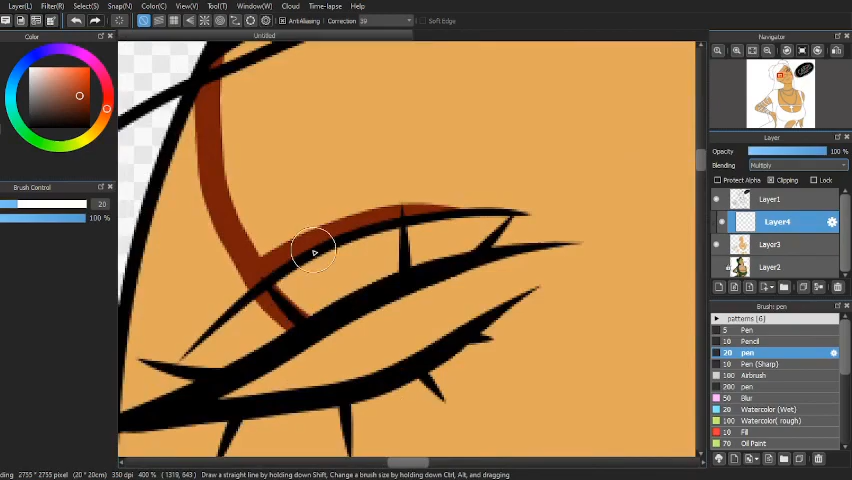 Layer(L) Filter(R) Edit(E) Snap(N) Color(V) Tool(T) Window(W) Cloud Time-lapse Help
AntiAliasing Correction 39 Soft Edge
Untitled
Color
Brush Control
20
100 %
Navigator
Layer
Opacity 100 %
Blending Multiply
Protect Alpha Clipping Lock
Layer1
Layer4
Layer3
Layer2
Brush: pen
patterns (6)
5 Pen
10 Pencil
20 pen
10 Pen (Sharp)
100 Airbrush
200 pen
50 Blur
20 Watercolor (Wet)
100 Watercolor( rough)
10 Fill
70 Oil Paint
ding 2755 * 2755 pixel (20 * 20cm) 350 dpi 400 % ( 1319, 643) Draw a straight line by holding down Shift, Change a brush size by holding down Ctrl, Alt, and dragging